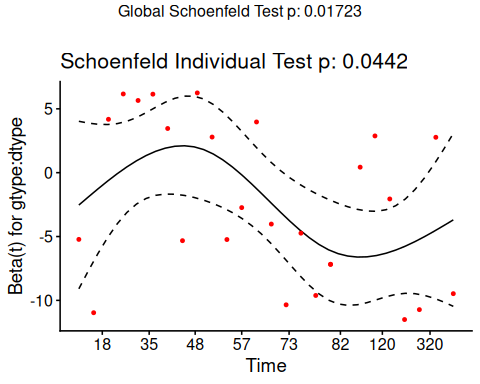 Global Schoenfeld Test p: 0.01723
Schoenfeld Individual Test p: 0.0442
Beta(t) for gtype:dtype
5
0
-5
-10
18 35 48 57 73 82 120 320
Time